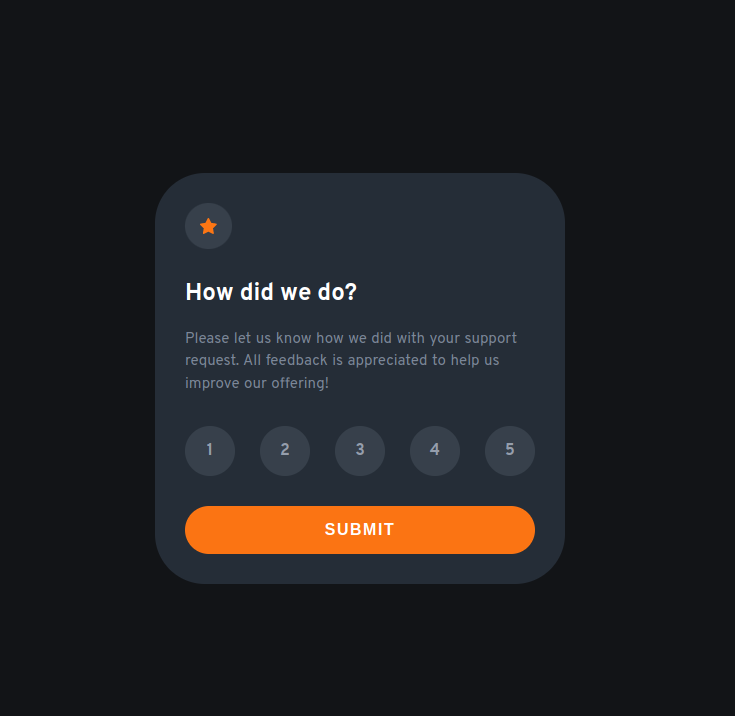 How did we do?
Please let us know how we did with your support
request. All feedback is appreciated to help us
improve our offering!
1 2 3 4 5
SUBMIT